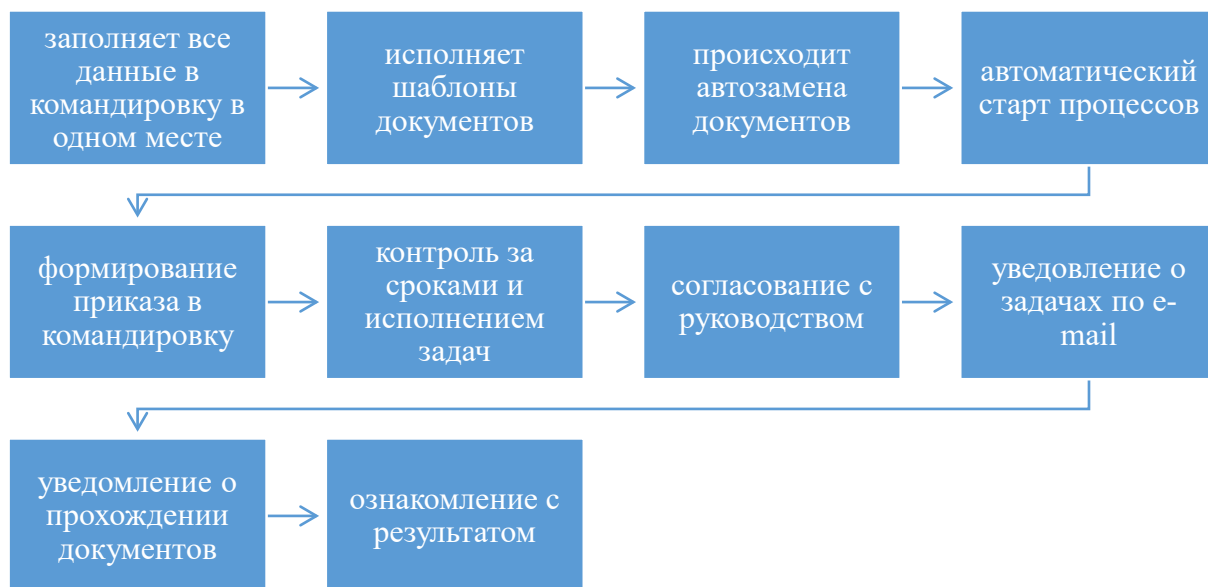 заполняет все
данные в
командировку в
одном месте
исполняет
шаблоны
документов
происходит
автозамена
документов
автоматический
старт процессов
формирование
приказа в
командировку
контроль за
сроками и
исполнением
задач
согласование с
руководством
уведовление о
задачах по e-
mail
уведомление о
прохождении
документов
ознакомление с
результатом